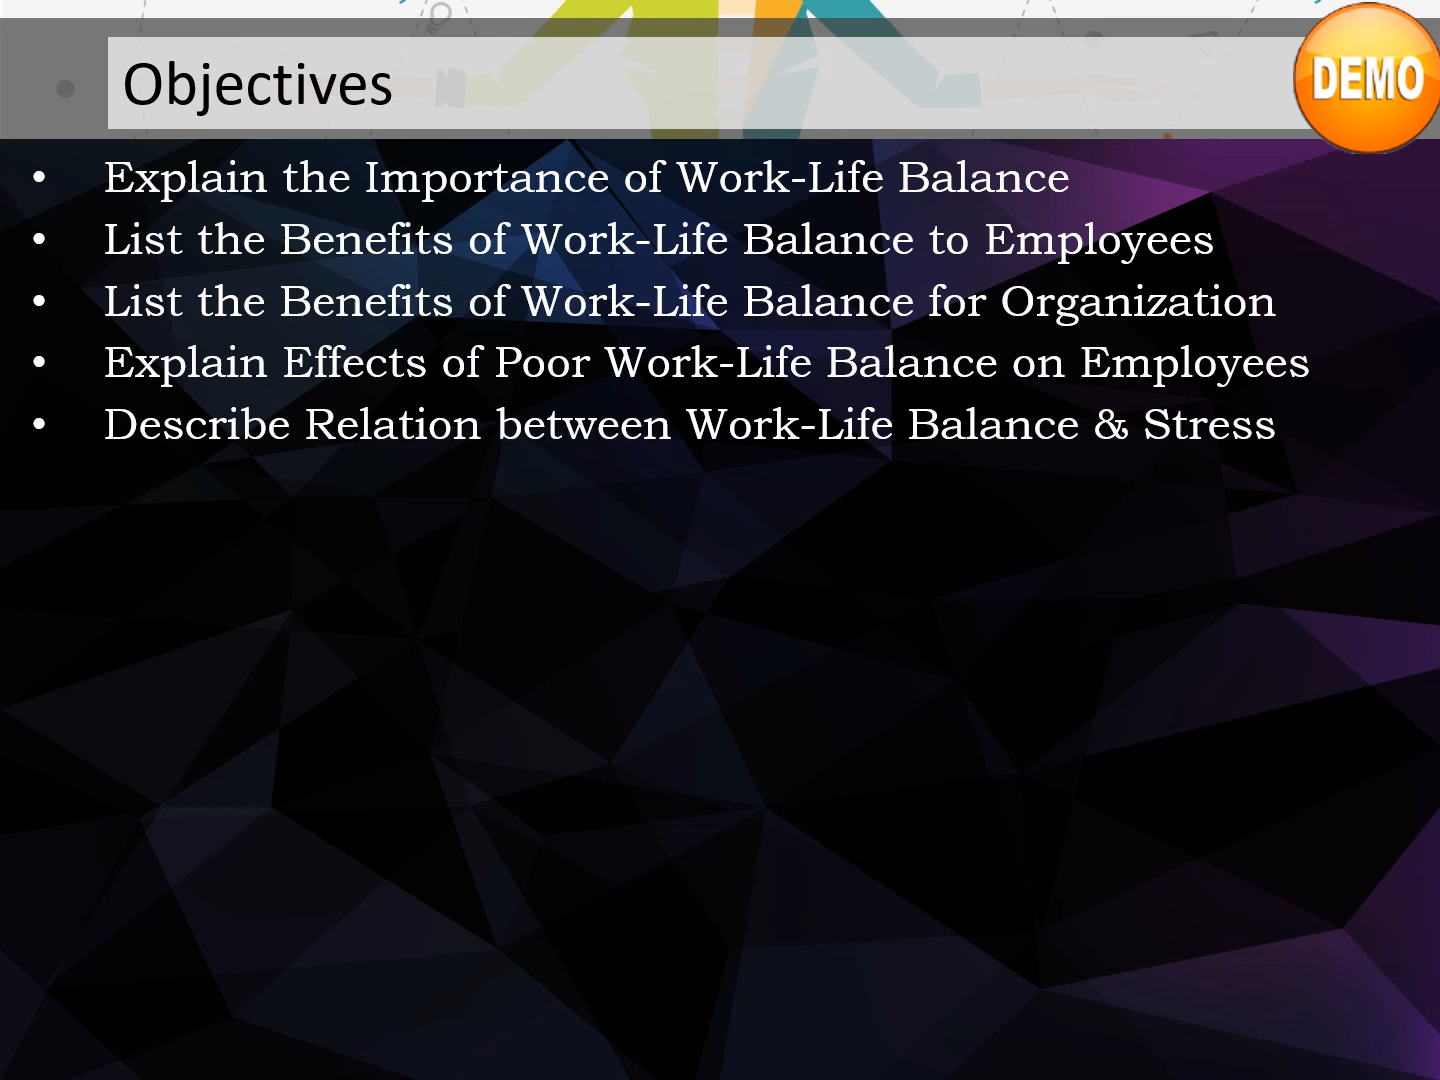 Objectives
DEMO
• Explain the Importance of Work-Life Balance
• List the Benefits of Work-Life Balance to Employees
• List the Benefits of Work-Life Balance for Organization
• Explain Effects of Poor Work-Life Balance on Employees
• Describe Relation between Work-Life Balance & Stress